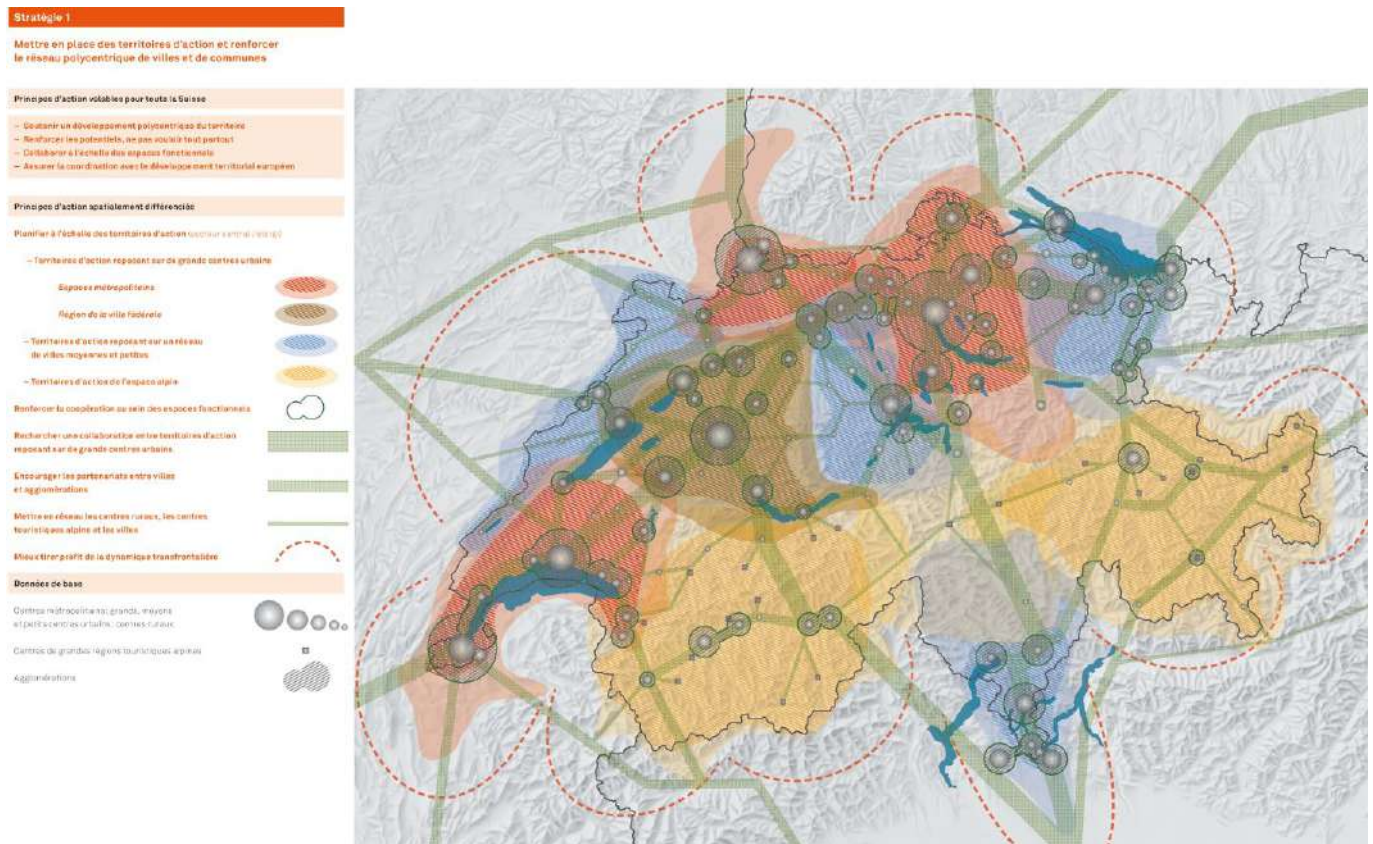 Stratégie 1
Mettre en place des territoires d'action et renforcer
le réseau polycentrique de villes et de communes
Principes d'action valables pour toute la Suisse
– Soutenir un développement polycentrique du territoire
– Renforcer les potentiels, ne pas vouloir tout partout
– Collaborer à l'échelle des espaces fonctionnels
– Assurer la coordination avec le développement territorial européen
Principes d'action spatialement différenciés
Planifier à l'échelle des territoires d'action
– Territoires d'action reposant sur de grands centres urbains
Espaces métropolitains
Région de la ville fédérale
– Territoires d'action reposant sur un réseau
de villes moyennes et petites
– Territoires d'action de l'espace alpin
Renforcer la coopération au sein des espaces fonctionnels
Rechercher une collaboration entre territoires d'action
reposant sur de grands centres urbains
Encourager les partenariats entre villes
et agglomérations
Mettre en réseau les centres ruraux, les centres
touristiques alpins et les villes
Mieux tirer profit de la dynamique transfrontalière
Données de base
Centres métropolitains; grands, moyens
et petits centres urbains; centres ruraux
Centres de grandes régions touristiques alpines
Agglomérations